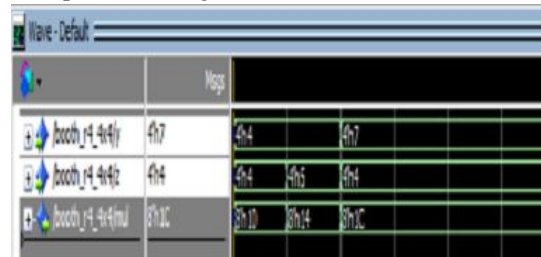 Wave - Default
Msgs
/booth_r4_4x4/y 4'h7 4'h4 4'h7
/booth_r4_4x4/z 4'h4 4'h4 4'h5 4'h4
/booth_r4_4x4/mul 8'h1C 8'h10 8'h14 8'h1C